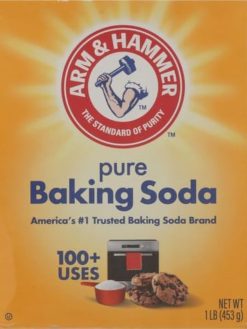 ARM & HAMMER
THE STANDARD OF PURITY
TM
TM
pure
Baking Soda
America's #1 Trusted Baking Soda Brand
100+
USES
NET WT
1 LB (453 g)